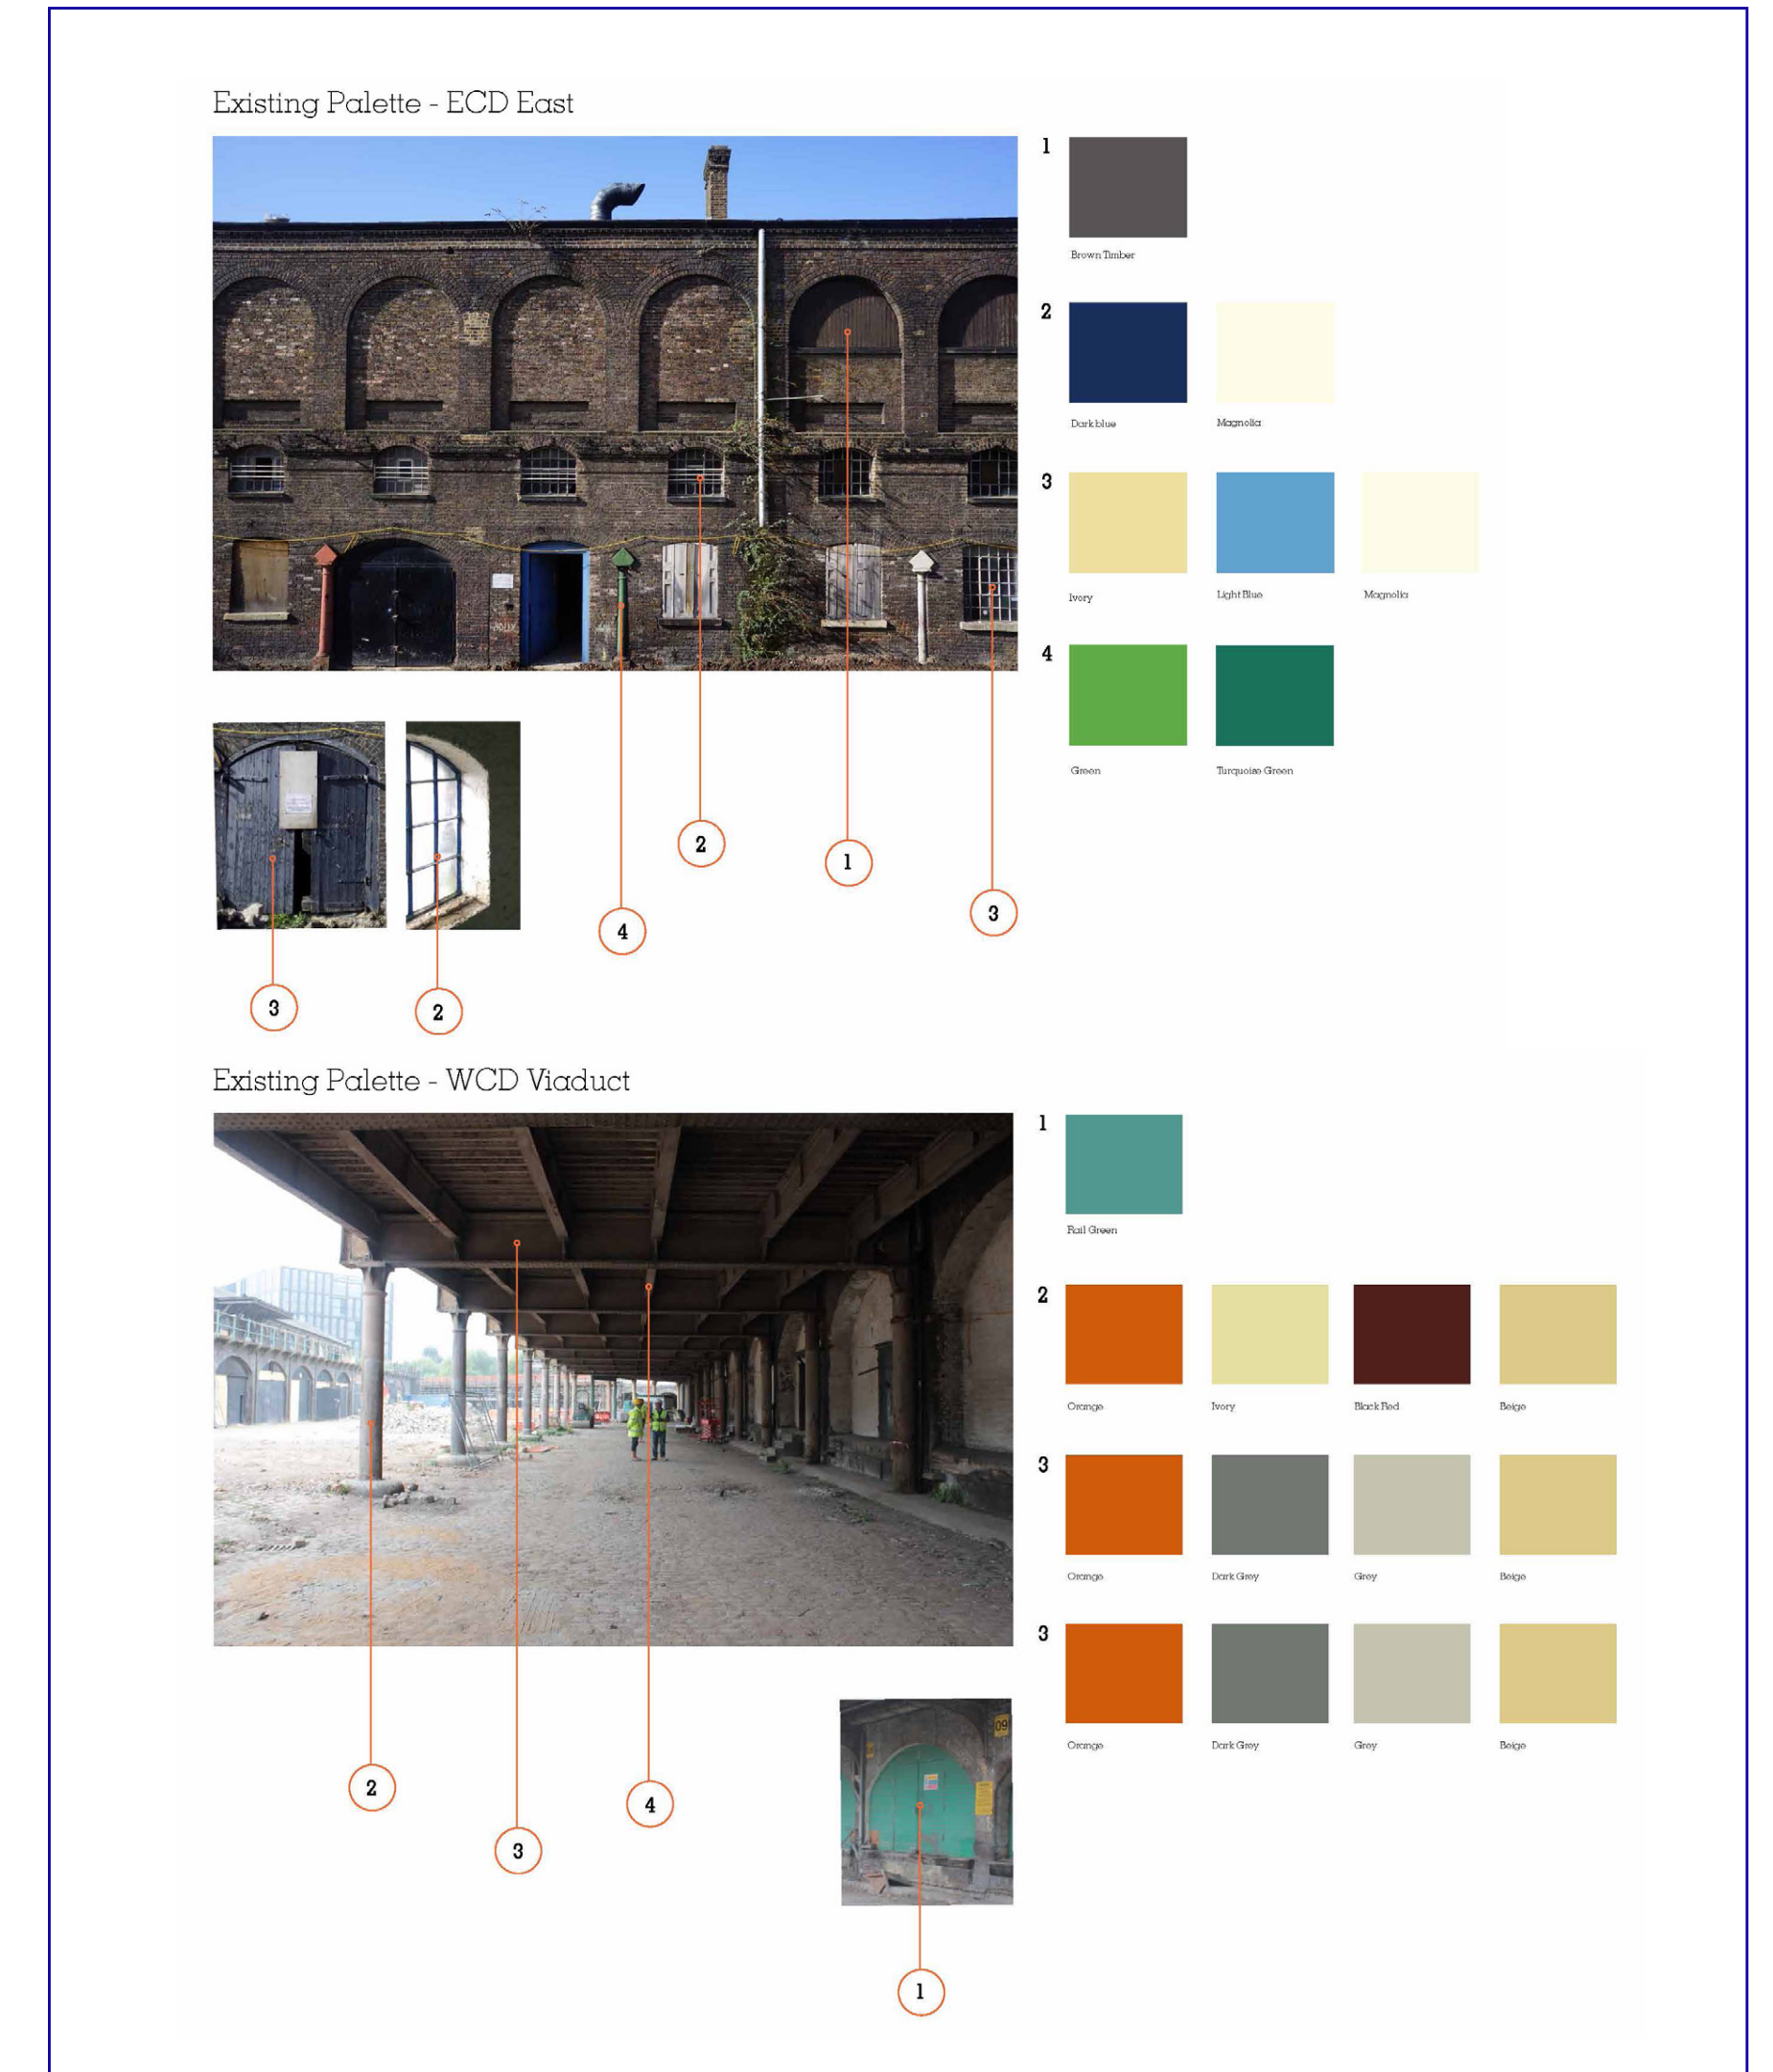 Existing Palette - ECD East
1
Brown Timber
2
Dark blue
Magnolia
3
Ivory
Light Blue
Magnolia
4
Green
Turquoise Green
2
1
3
4
3
2
Existing Palette - WCD Viaduct
1
Rail Green
2
Orange
Ivory
Black Red
Beige
3
Orange
Dark Grey
Grey
Beige
3
Orange
Dark Grey
Grey
Beige
09
2
4
3
1